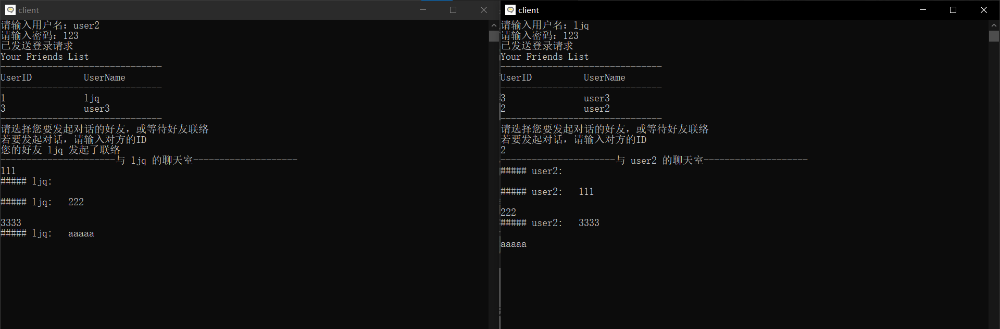 client
请输入用户名：user2
请输入密码：123
已发送登录请求
Your Friends List
-------------------------------
UserID          UserName
-------------------------------
1               ljq
3               user3
-------------------------------
请选择您要发起对话的好友，或等待好友联络
若要发起对话，请输入对方的ID
您的好友 ljq 发起了联络
----------------------与 ljq 的聊天室--------------------
111
##### ljq:
##### ljq:   222
3333
##### ljq:   aaaaa
client
请输入用户名：ljq
请输入密码：123
已发送登录请求
Your Friends List
-------------------------------
UserID          UserName
-------------------------------
3               user3
2               user2
-------------------------------
请选择您要发起对话的好友，或等待好友联络
若要发起对话，请输入对方的ID
2
----------------------与 user2 的聊天室--------------------
##### user2:
##### user2:   111
222
##### user2:   3333
aaaaa